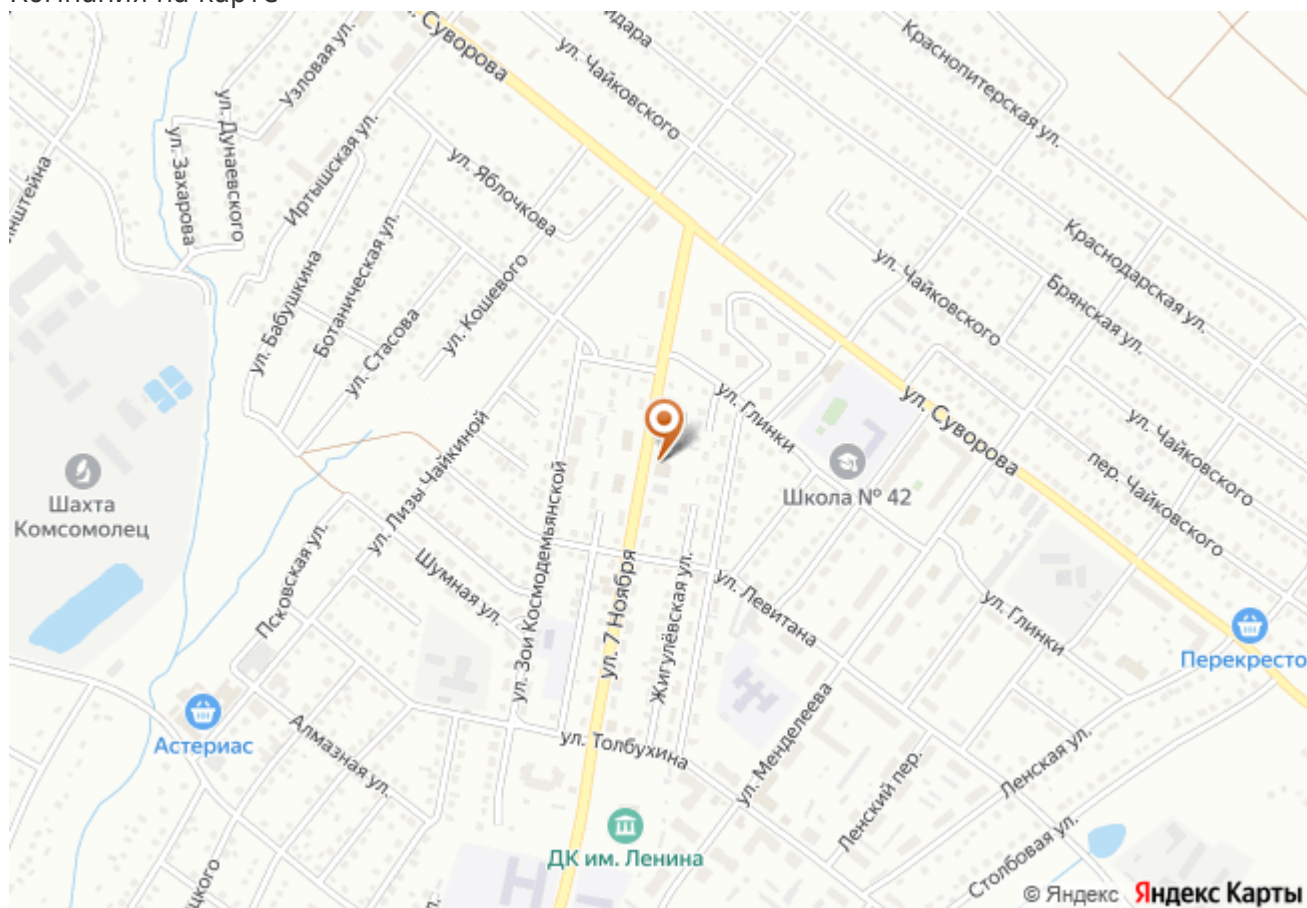 ул. Суворова
Узловая ул.
ул. Чайковского
Краснопитерская ул.
ул. Дунаевского
ул. Захарова
Иртышская ул.
ул. Яблочкова
ул. Бабушкина
Ботаническая ул.
ул. Стасова
ул. Кошевого
ул. Чайковского
Краснодарская ул.
Брянская ул.
ул. Глинки
ул. Суворова
ул. Чайковского
пер. Чайковского
Шахта
Комсомолец
ул. Лизы Чайкиной
ул. Зои Космодемьянской
Школа № 42
Псковская ул.
Шумная ул.
ул. 7 Ноября
Жигулёвская ул.
ул. Левитана
ул. Глинки
Перекресто
Астериас
Алмазная ул.
ул. Толбухина
ул. Менделеева
Ленский пер.
Ленская ул.
Столбовая ул.
ДК им. Ленина
© Яндекс Яндекс Карты